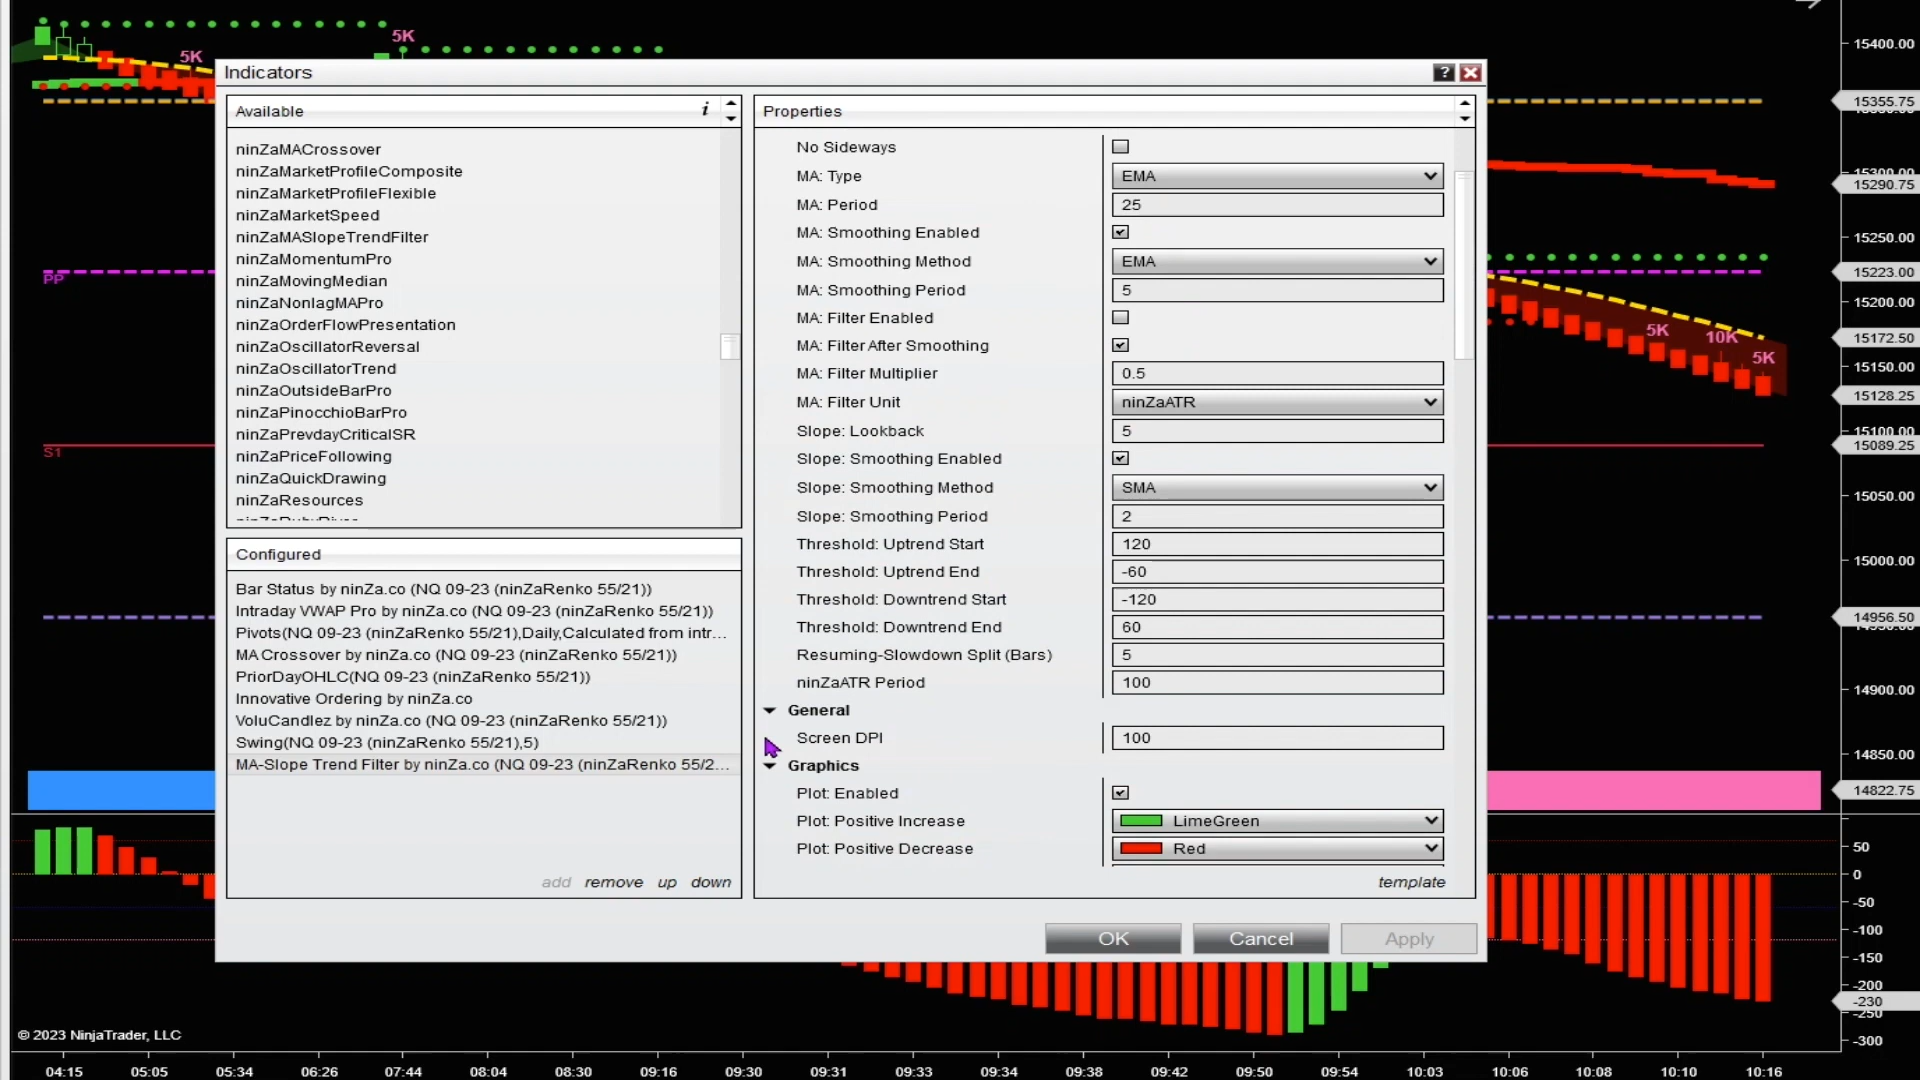 5K
5K
15400.00
Indicators
?
15355.75
Available
i
Properties
ninZaMACrossover
ninZaMarketProfileComposite
ninZaMarketProfileFlexible
ninZaMarketSpeed
ninZaMASlopeTrendFilter
ninZaMomentumPro
ninZaMovingMedian
ninZaNonlagMAPro
ninZaOrderFlowPresentation
ninZaOscillatorReversal
ninZaOscillatorTrend
ninZaOutsideBarPro
ninZaPinocchioBarPro
ninZaPrevdayCriticalSR
ninZaPriceFollowing
ninZaQuickDrawing
ninZaResources
No Sideways
MA: Type EMA
MA: Period 25
MA: Smoothing Enabled
MA: Smoothing Method EMA
MA: Smoothing Period 5
MA: Filter Enabled
MA: Filter After Smoothing
MA: Filter Multiplier 0.5
MA: Filter Unit ninZaATR
Slope: Lookback 5
Slope: Smoothing Enabled
Slope: Smoothing Method SMA
Slope: Smoothing Period 2
Threshold: Uptrend Start 120
Threshold: Uptrend End -60
Threshold: Downtrend Start -120
Threshold: Downtrend End 60
Resuming-Slowdown Split (Bars) 5
ninZaATR Period 100
General
Screen DPI 100
Graphics
Plot: Enabled
Plot: Positive Increase LimeGreen
Plot: Positive Decrease Red
template
Configured
Bar Status by ninZa.co (NQ 09-23 (ninZaRenko 55/21))
Intraday VWAP Pro by ninZa.co (NQ 09-23 (ninZaRenko 55/21))
Pivots(NQ 09-23 (ninZaRenko 55/21),Daily,Calculated from intr...
MA Crossover by ninZa.co (NQ 09-23 (ninZaRenko 55/21))
PriorDayOHLC(NQ 09-23 (ninZaRenko 55/21))
Innovative Ordering by ninZa.co
VoluCandlez by ninZa.co (NQ 09-23 (ninZaRenko 55/21))
Swing(NQ 09-23 (ninZaRenko 55/21),5)
MA-Slope Trend Filter by ninZa.co (NQ 09-23 (ninZaRenko 55/2...
add remove up down
OK Cancel Apply
PP
S1
5K
10K
5K
15290.75
15250.00
15223.00
15200.00
15172.50
15150.00
15128.25
15100.00
15089.25
15050.00
15000.00
14956.50
14900.00
14850.00
14822.75
50
0
-50
-100
-150
-200
-230
-250
-300
© 2023 NinjaTrader, LLC
04:15 05:05 05:34 06:26 07:44 08:04 08:30 09:16 09:30 09:31 09:33 09:34 09:38 09:42 09:50 09:54 10:03 10:06 10:08 10:10 10:16